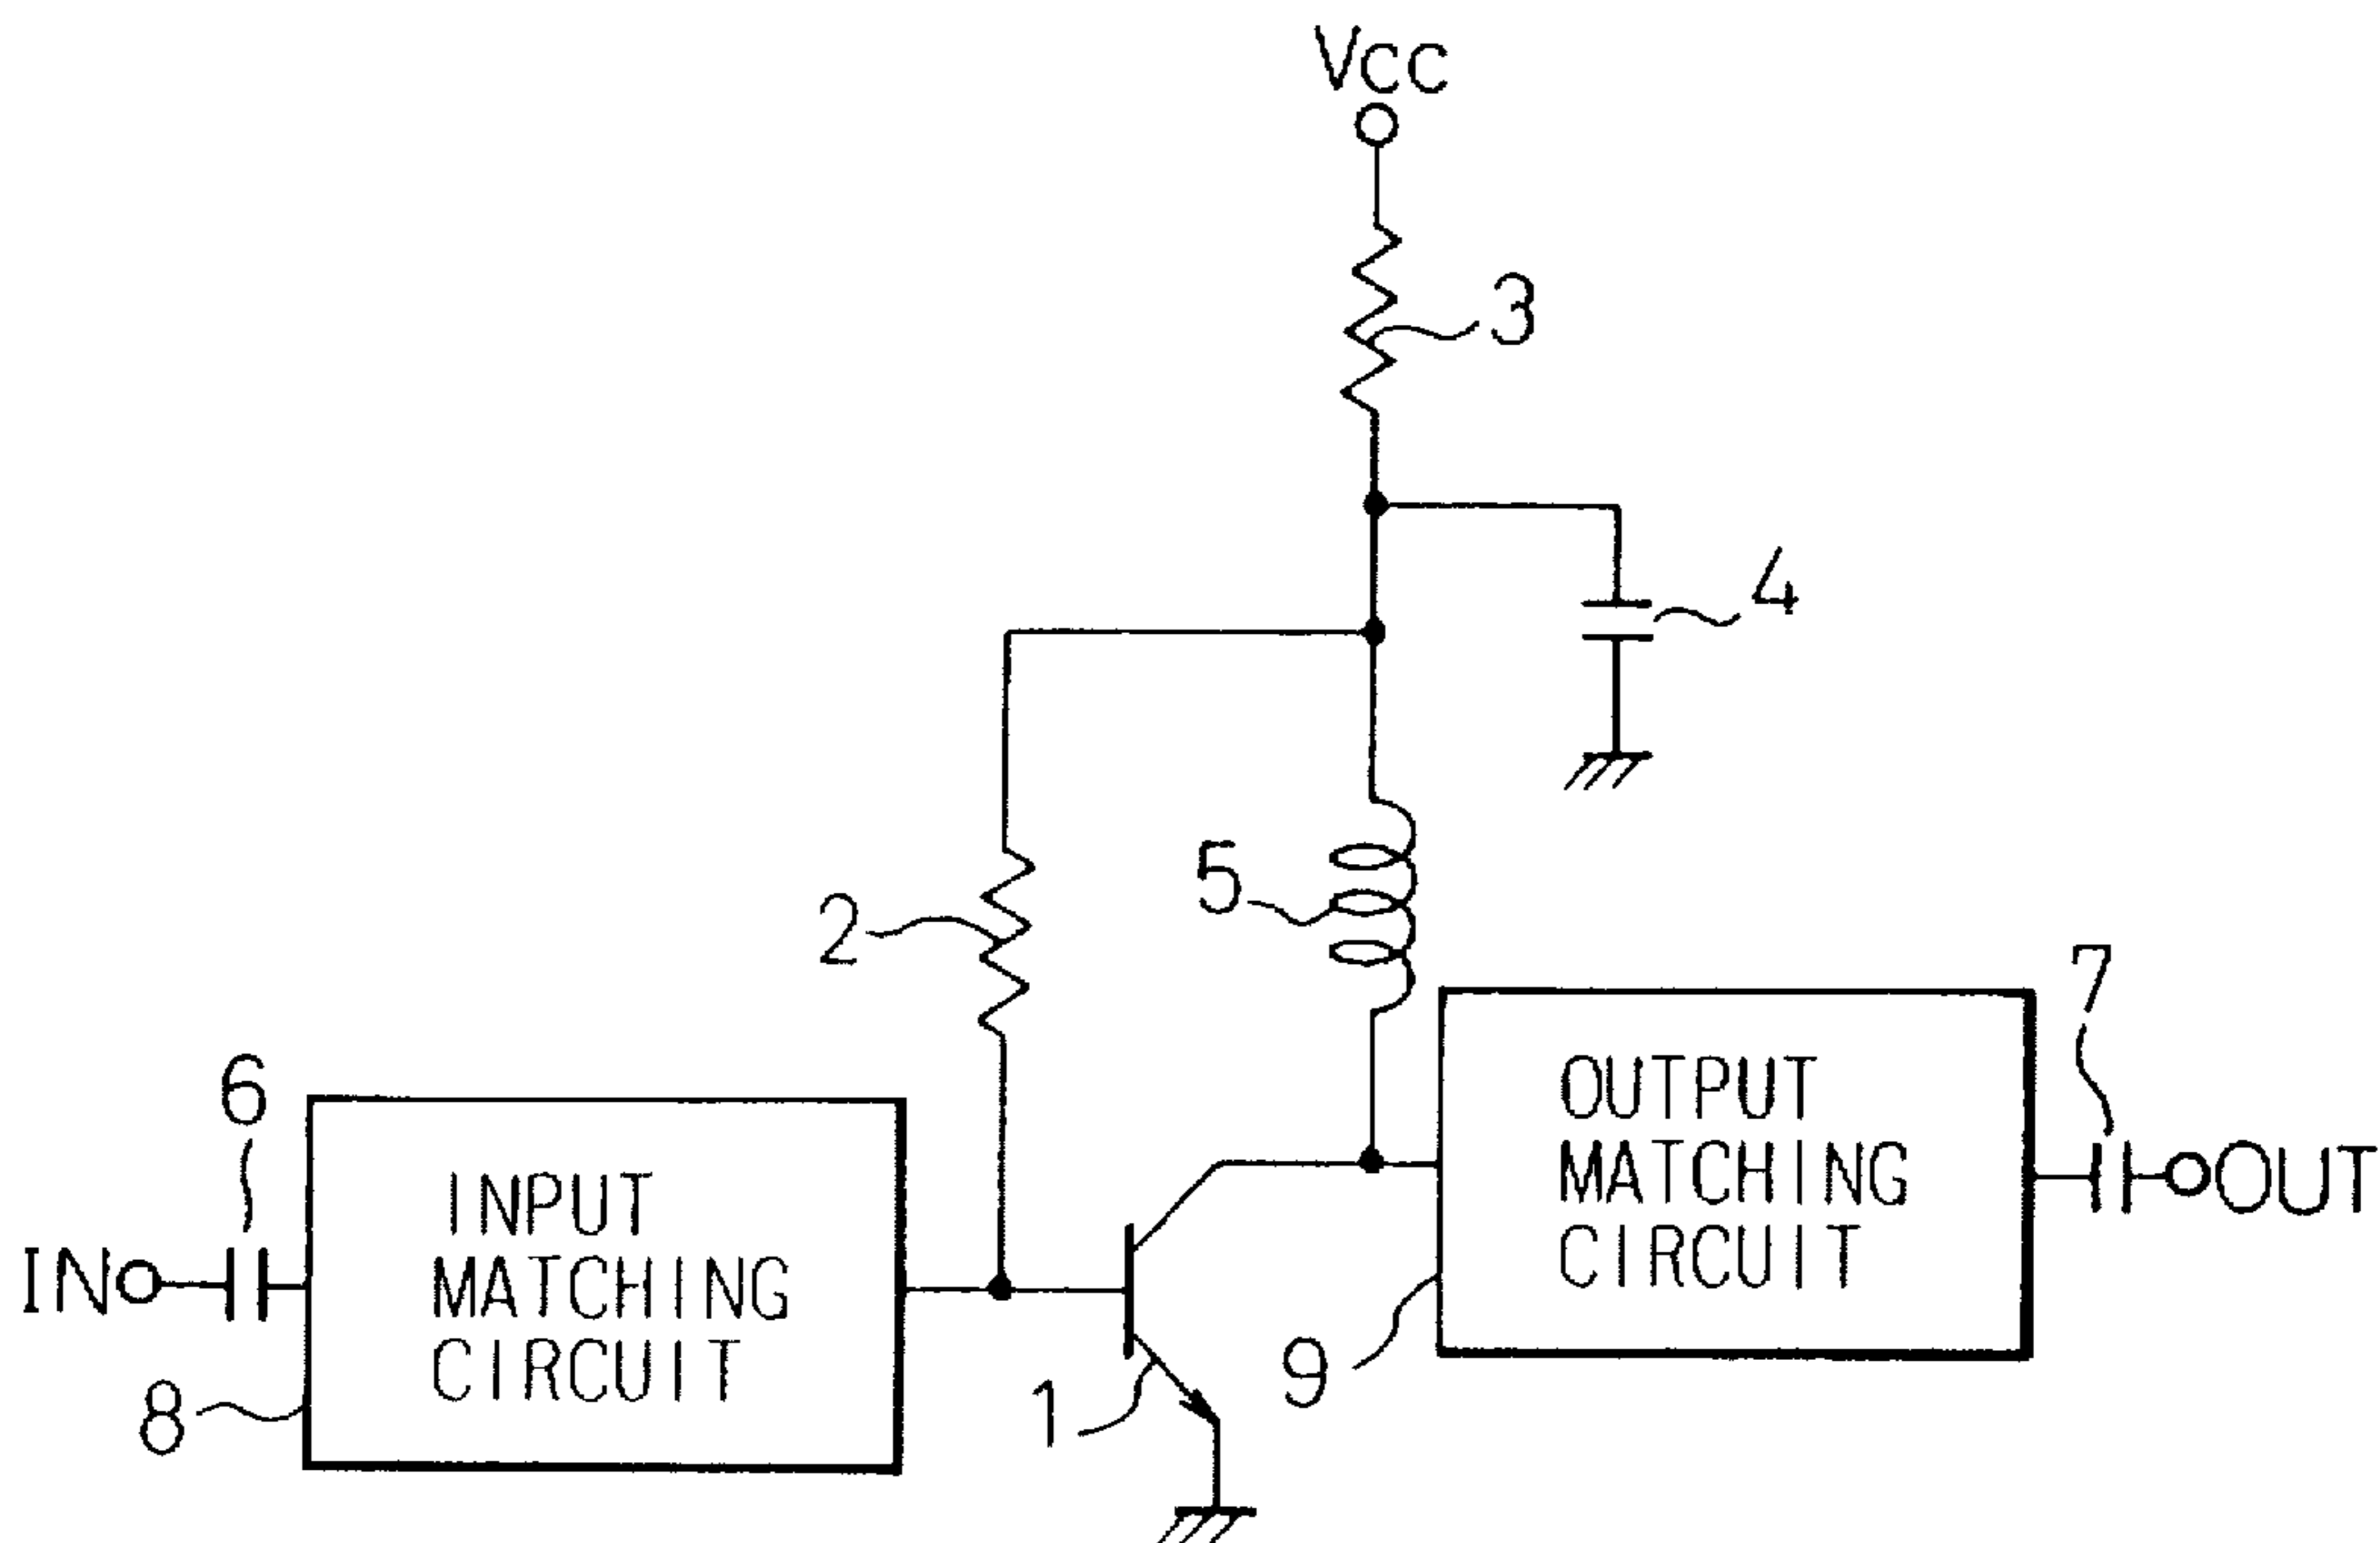 Vcc
3
4
5
2
7
6
OUTPUT
MATCHING
CIRCUIT
INPUT
MATCHING
CIRCUIT
IN
OUT
8
1
9